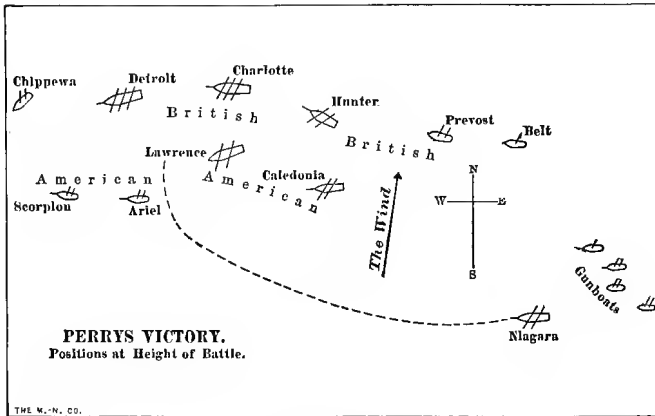 Chippewa
Detroit
Charlotte
British
Hunter
British
Prevost
Belt
Lawrence
American
Caledonia
American
Scorpion
Ariel
The Wind
N
W E
S
Gunboats
Niagara
PERRYS VICTORY.
Positions at Height of Battle.
THE M.-N. CO.